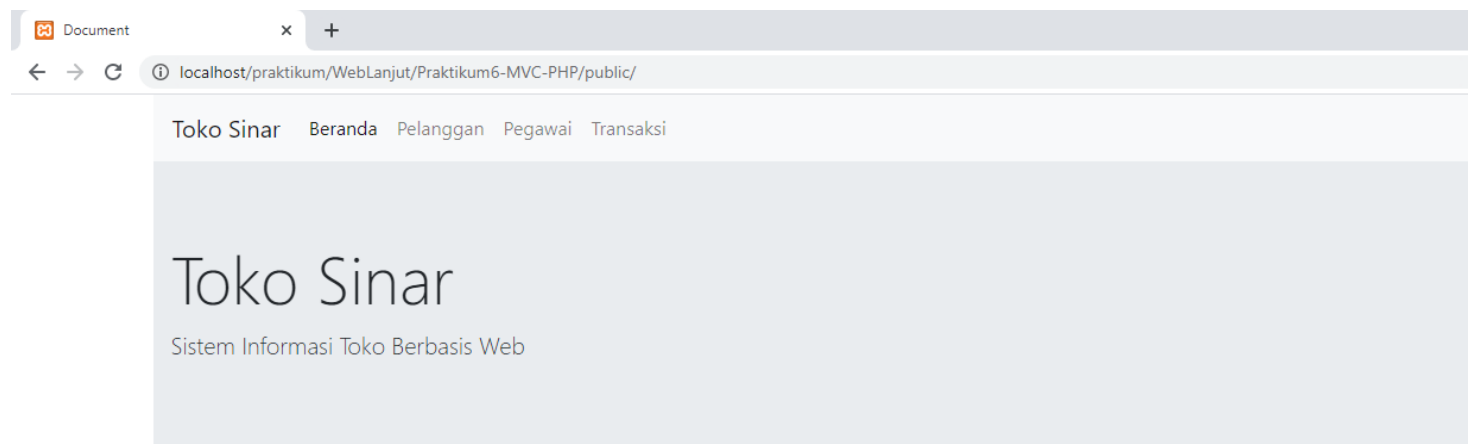 Document
localhost/praktikum/WebLanjut/Praktikum6-MVC-PHP/public/
Toko Sinar Beranda Pelanggan Pegawai Transaksi
Toko Sinar
Sistem Informasi Toko Berbasis Web